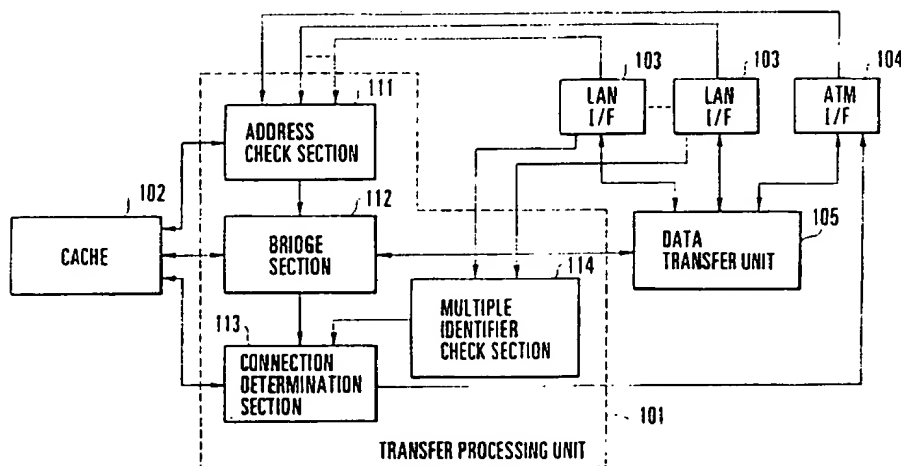 103
103
104
111
LAN
I/F
LAN
I/F
ATM
I/F
ADDRESS
CHECK SECTION
102
112
CACHE
BRIDGE
SECTION
105
DATA
TRANSFER UNIT
114
MULTIPLE
IDENTIFIER
CHECK SECTION
113
CONNECTION
DETERMINATION
SECTION
101
TRANSFER PROCESSING UNIT